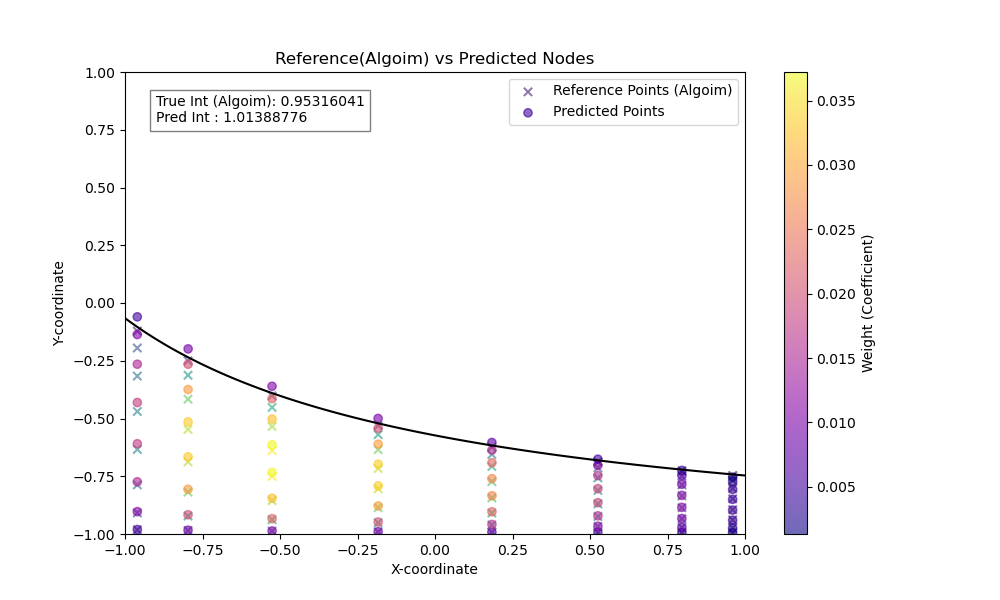 Reference(Algoim) vs Predicted Nodes
True Int (Algoim): 0.95316041
Pred Int : 1.01388776
Reference Points (Algoim)
Predicted Points
Y-coordinate
1.00
0.75
0.50
0.25
0.00
−0.25
−0.50
−0.75
−1.00
−1.00 −0.75 −0.50 −0.25 0.00 0.25 0.50 0.75 1.00
X-coordinate
0.035
0.030
0.025
0.020
0.015
0.010
0.005
Weight (Coefficient)